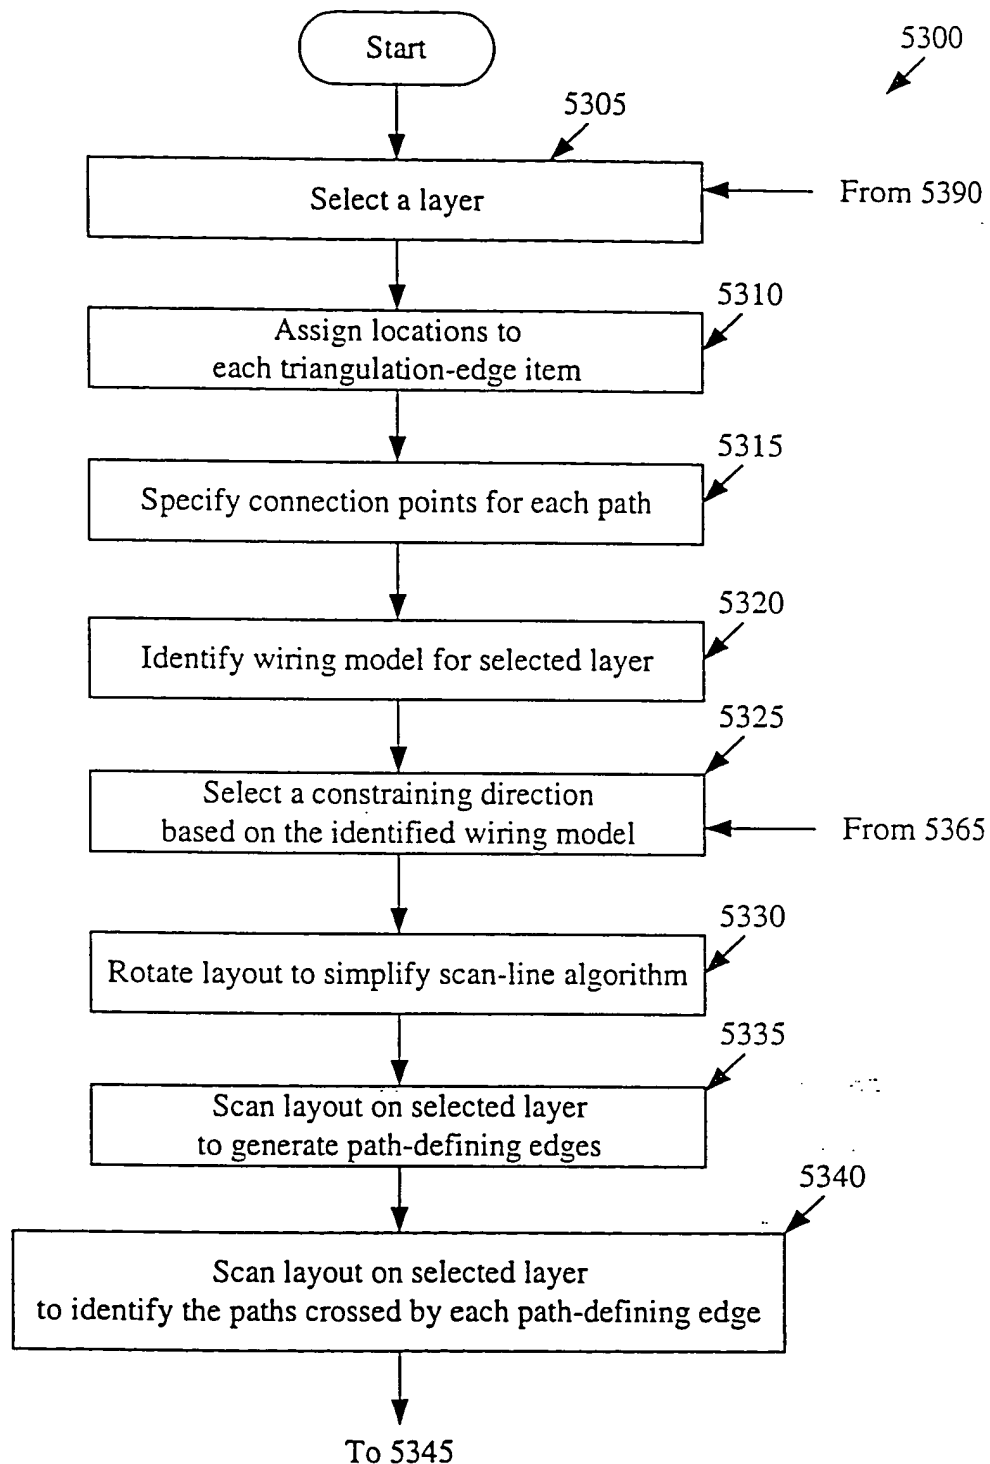 Start
5300
5305
Select a layer
From 5390
5310
Assign locations to
each triangulation-edge item
5315
Specify connection points for each path
5320
Identify wiring model for selected layer
5325
Select a constraining direction
based on the identified wiring model
From 5365
5330
Rotate layout to simplify scan-line algorithm
5335
Scan layout on selected layer
to generate path-defining edges
5340
Scan layout on selected layer
to identify the paths crossed by each path-defining edge
To 5345